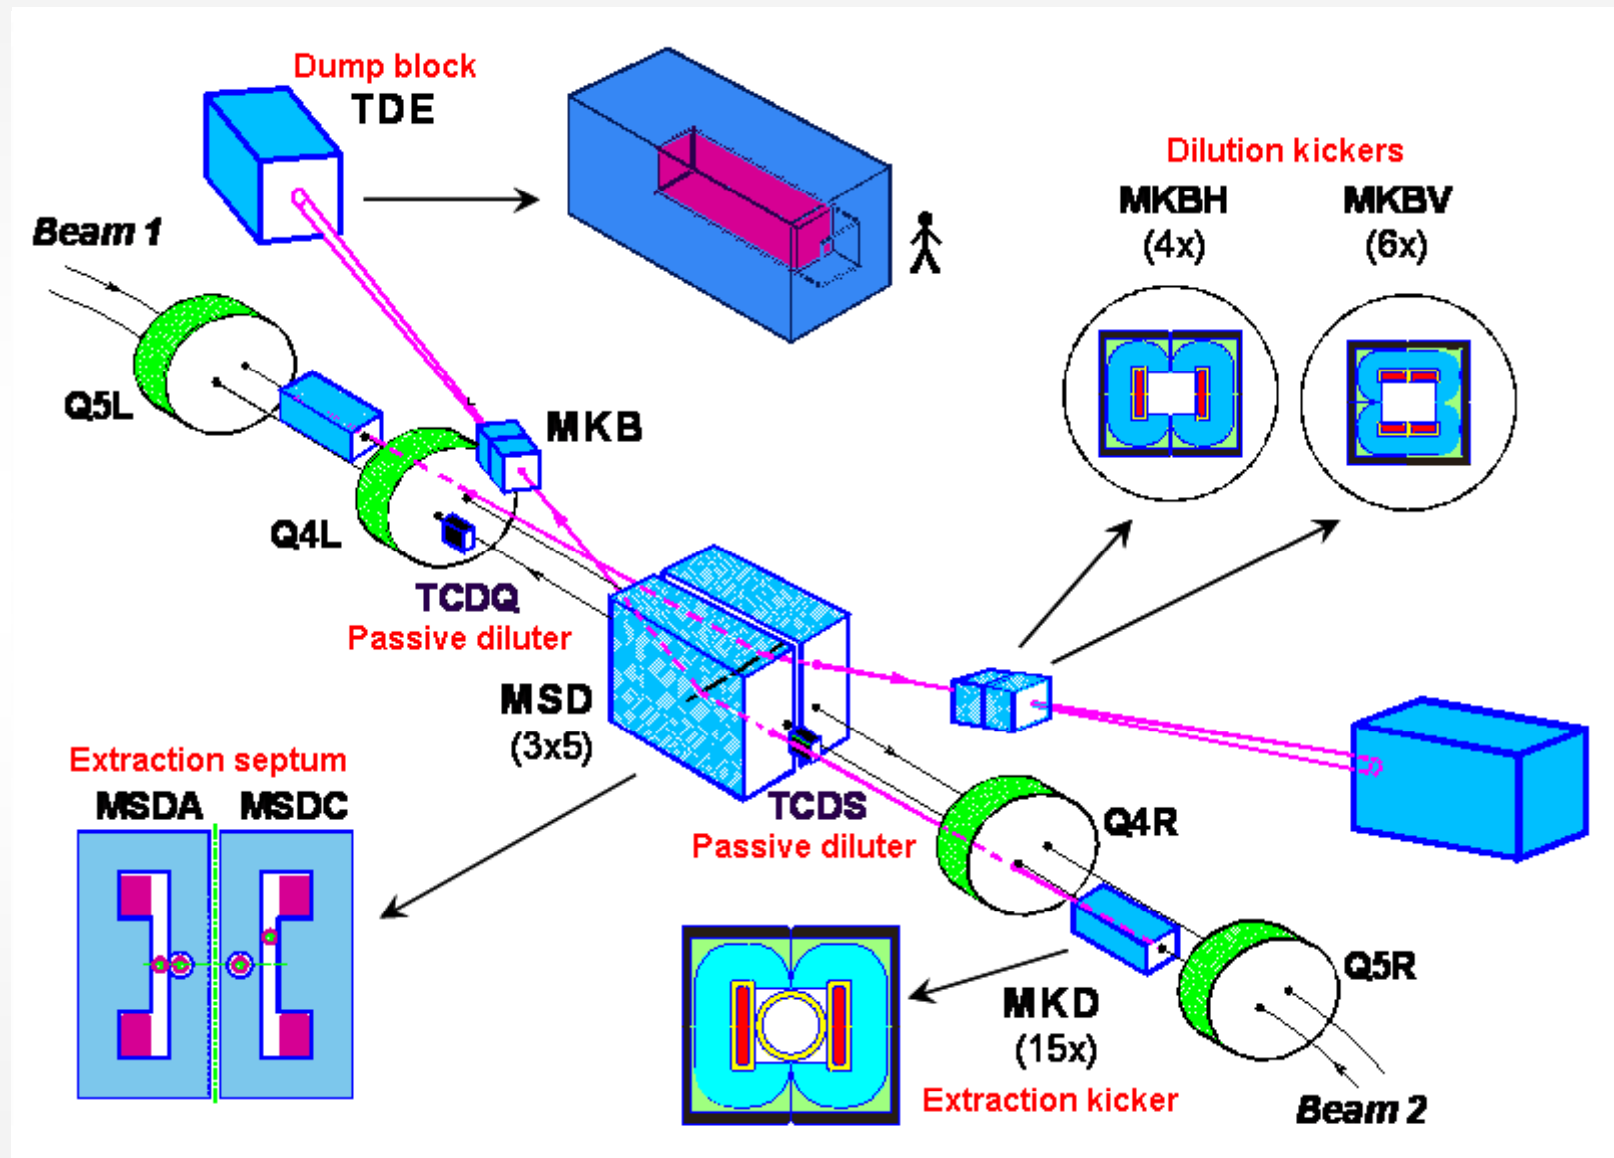 Dump block
TDE
Dilution kickers
MKBH
(4x)
MKBV
(6x)
Beam 1
Q5L
MKB
Q4L
TCDQ
Passive diluter
MSD
(3x5)
Extraction septum
MSDA
MSDC
TCDS
Passive diluter
Q4R
Q5R
MKD
(15x)
Extraction kicker
Beam 2